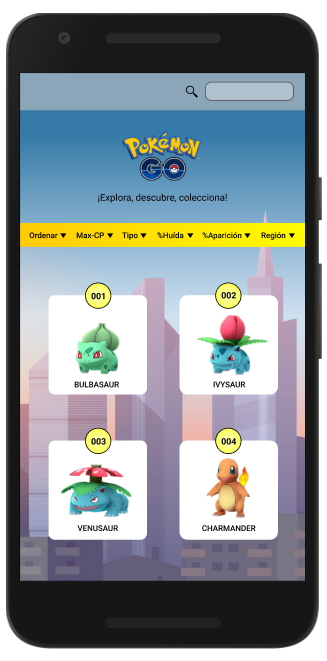 POKéMON
GO
¡Explora, descubre, colecciona!
Ordenar ▼ Max-CP ▼ Tipo ▼ %Huída ▼ %Aparición ▼ Región ▼
001 002
BULBASAUR IVYSAUR
003 004
VENUSAUR CHARMANDER